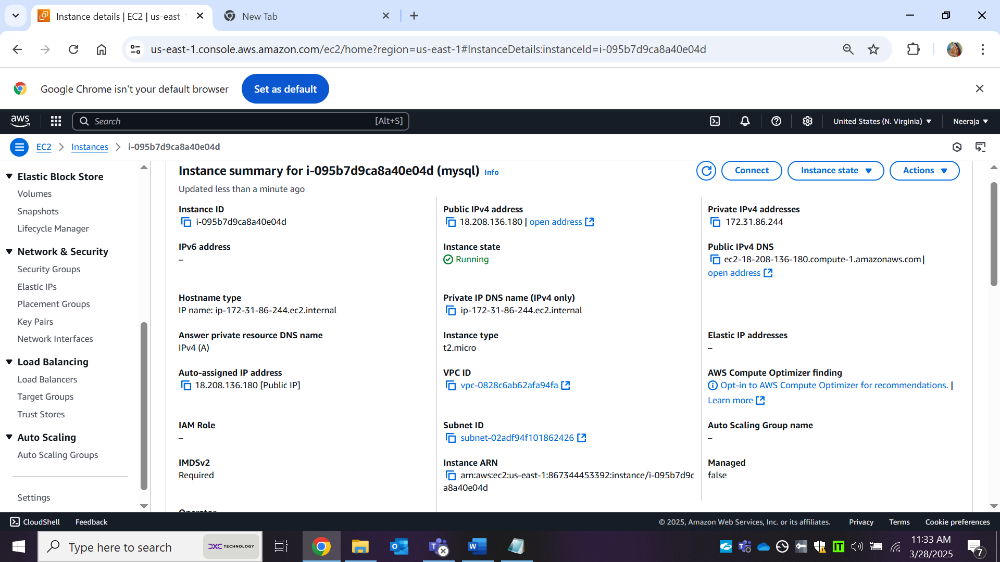 Instance details | EC2 | us-east-1
New Tab
us-east-1.console.aws.amazon.com/ec2/home?region=us-east-1#InstanceDetails:instanceId=i-095b7d9ca8a40e04d
Google Chrome isn't your default browser
Set as default
aws
Search
[Alt+S]
United States (N. Virginia)
Neeraja
EC2
Instances
i-095b7d9ca8a40e04d
Elastic Block Store
Volumes
Snapshots
Lifecycle Manager
Network & Security
Security Groups
Elastic IPs
Placement Groups
Key Pairs
Network Interfaces
Load Balancing
Load Balancers
Target Groups
Trust Stores
Auto Scaling
Auto Scaling Groups
Settings
Instance summary for i-095b7d9ca8a40e04d (mysql) Info
Updated less than a minute ago
Connect
Instance state
Actions
Instance ID
i-095b7d9ca8a40e04d
Public IPv4 address
18.208.136.180 | open address
Private IPv4 addresses
172.31.86.244
IPv6 address
–
Instance state
Running
Public IPv4 DNS
ec2-18-208-136-180.compute-1.amazonaws.com |
open address
Hostname type
IP name: ip-172-31-86-244.ec2.internal
Private IP DNS name (IPv4 only)
ip-172-31-86-244.ec2.internal
Answer private resource DNS name
IPv4 (A)
Instance type
t2.micro
Elastic IP addresses
–
Auto-assigned IP address
18.208.136.180 [Public IP]
VPC ID
vpc-0828c6ab62afa94fa
AWS Compute Optimizer finding
Opt-in to AWS Compute Optimizer for recommendations. |
Learn more
IAM Role
–
Subnet ID
subnet-02adf94f101862426
Auto Scaling Group name
–
IMDSv2
Required
Instance ARN
arn:aws:ec2:us-east-1:867344453392:instance/i-095b7d9c
a8a40e04d
Managed
false
Operator
CloudShell
Feedback
© 2025, Amazon Web Services, Inc. or its affiliates.
Privacy
Terms
Cookie preferences
Type here to search
DXC TECHNOLOGY
11:33 AM
3/28/2025
7